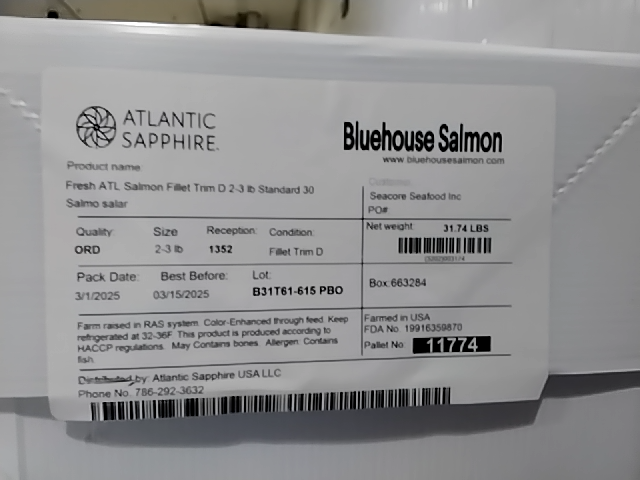 ATLANTIC
SAPPHIRE.
Bluehouse Salmon
www.bluehousesalmon.com
Product name
Fresh ATL Salmon Fillet Trim D 2-3 lb Standard 30
Salmo salar
Customer
Seacore Seafood Inc
PO#
Quality: Size Reception: Condition:
ORD 2-3 lb 1352 Fillet Trim D
Net weight: 31.74 LBS
Pack Date: Best Before: Lot:
3/1/2025 03/15/2025 B31T61-615 PBO
Box:663284
Farm raised in RAS system. Color-Enhanced through feed. Keep
refrigerated at 32-36F. This product is produced according to
HACCP regulations. May Contains bones. Allergen: Contains
fish.
Farmed in USA
FDA No. 19916359870
Pallet No: 11774
Distributed by: Atlantic Sapphire USA LLC
Phone No. 786-292-3632